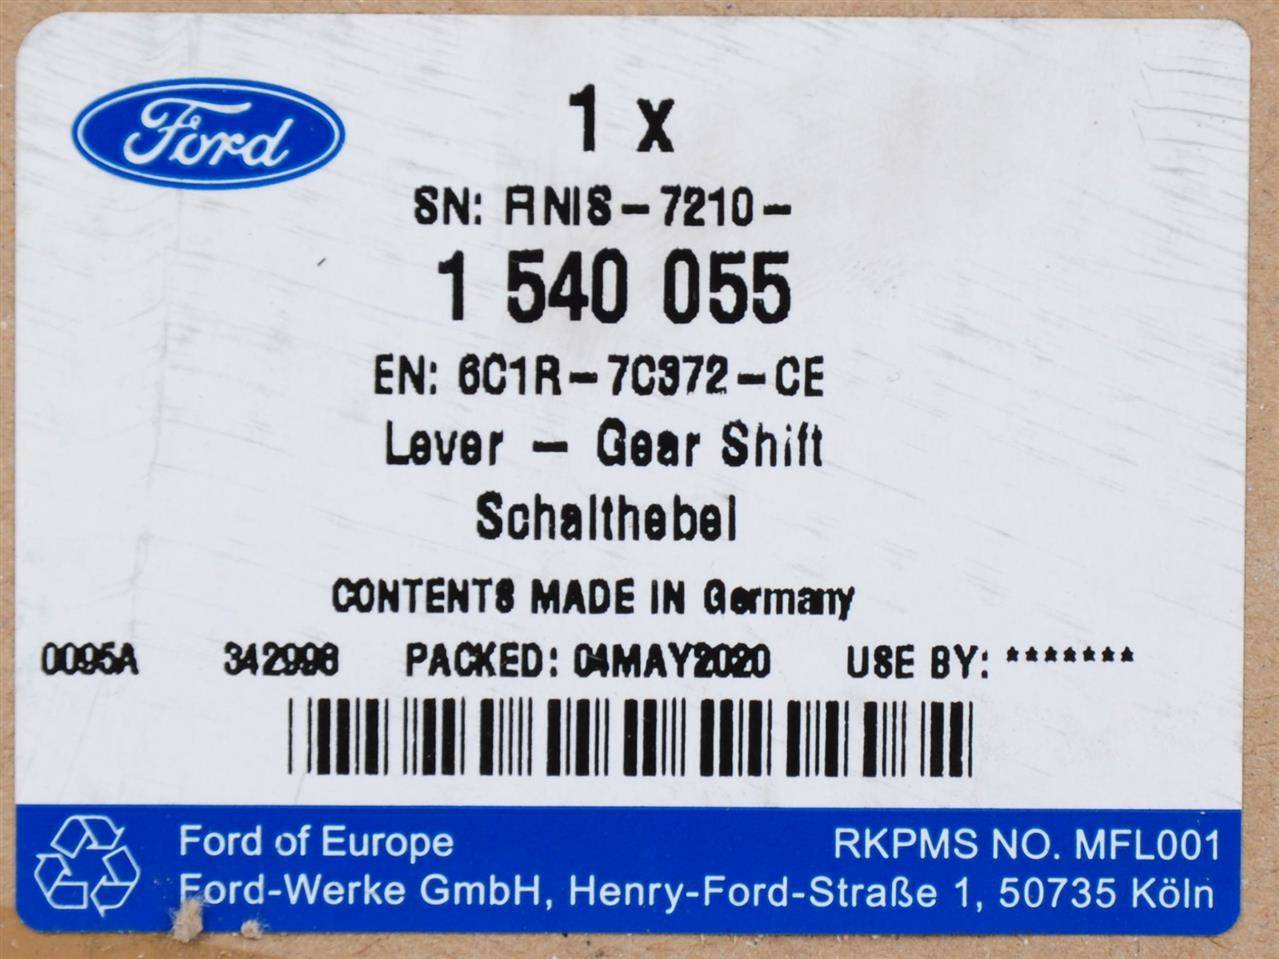 Ford
1 x
SN: ANIS-7210-
1 540 055
EN: 6C1R-7C372-CE
Lever - Gear Shift
Schalthebel
CONTENTS MADE IN Germany
0095A 342998 PACKED: 04MAY2020 USE BY: *******
Ford of Europe RKPMS NO. MFL001
Ford-Werke GmbH, Henry-Ford-Straße 1, 50735 Köln